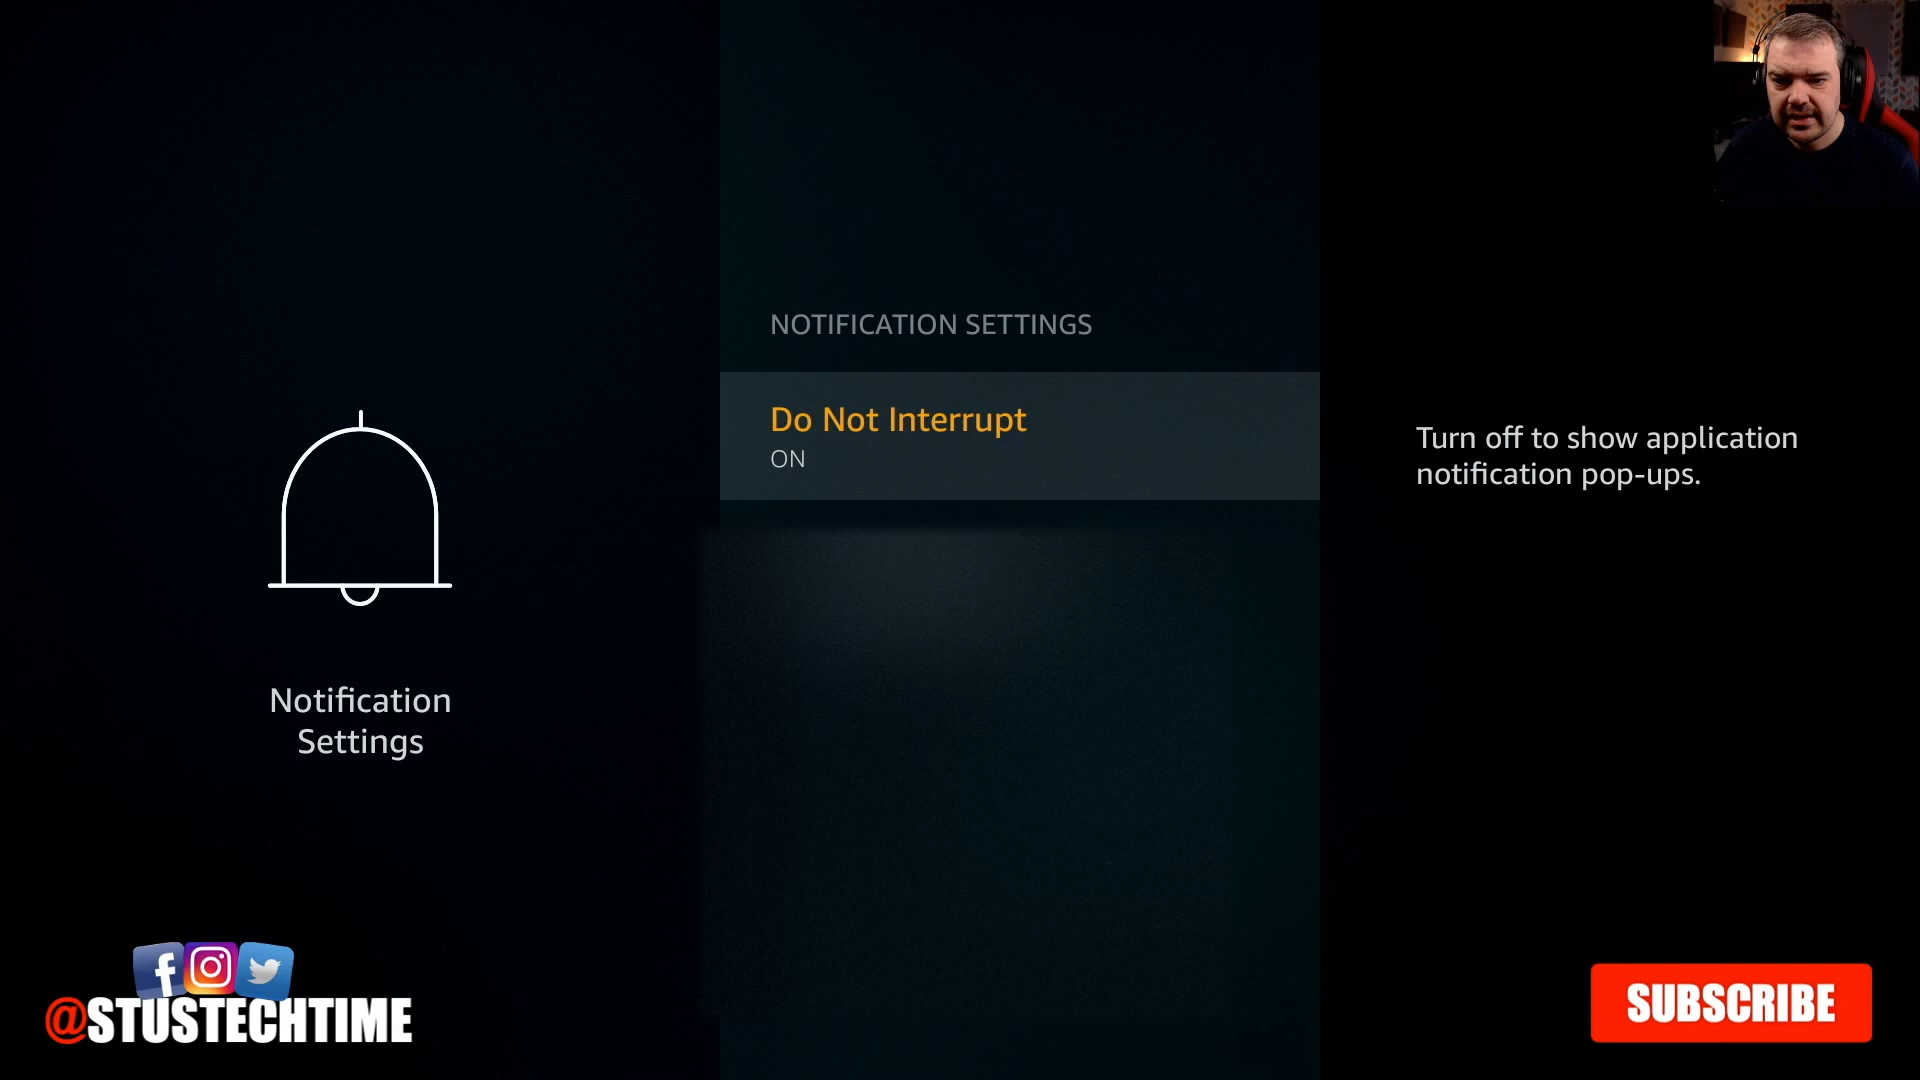 NOTIFICATION SETTINGS
Do Not Interrupt
ON
Turn off to show application
notification pop-ups.
Notification
Settings
@STUSTECHTIME
SUBSCRIBE